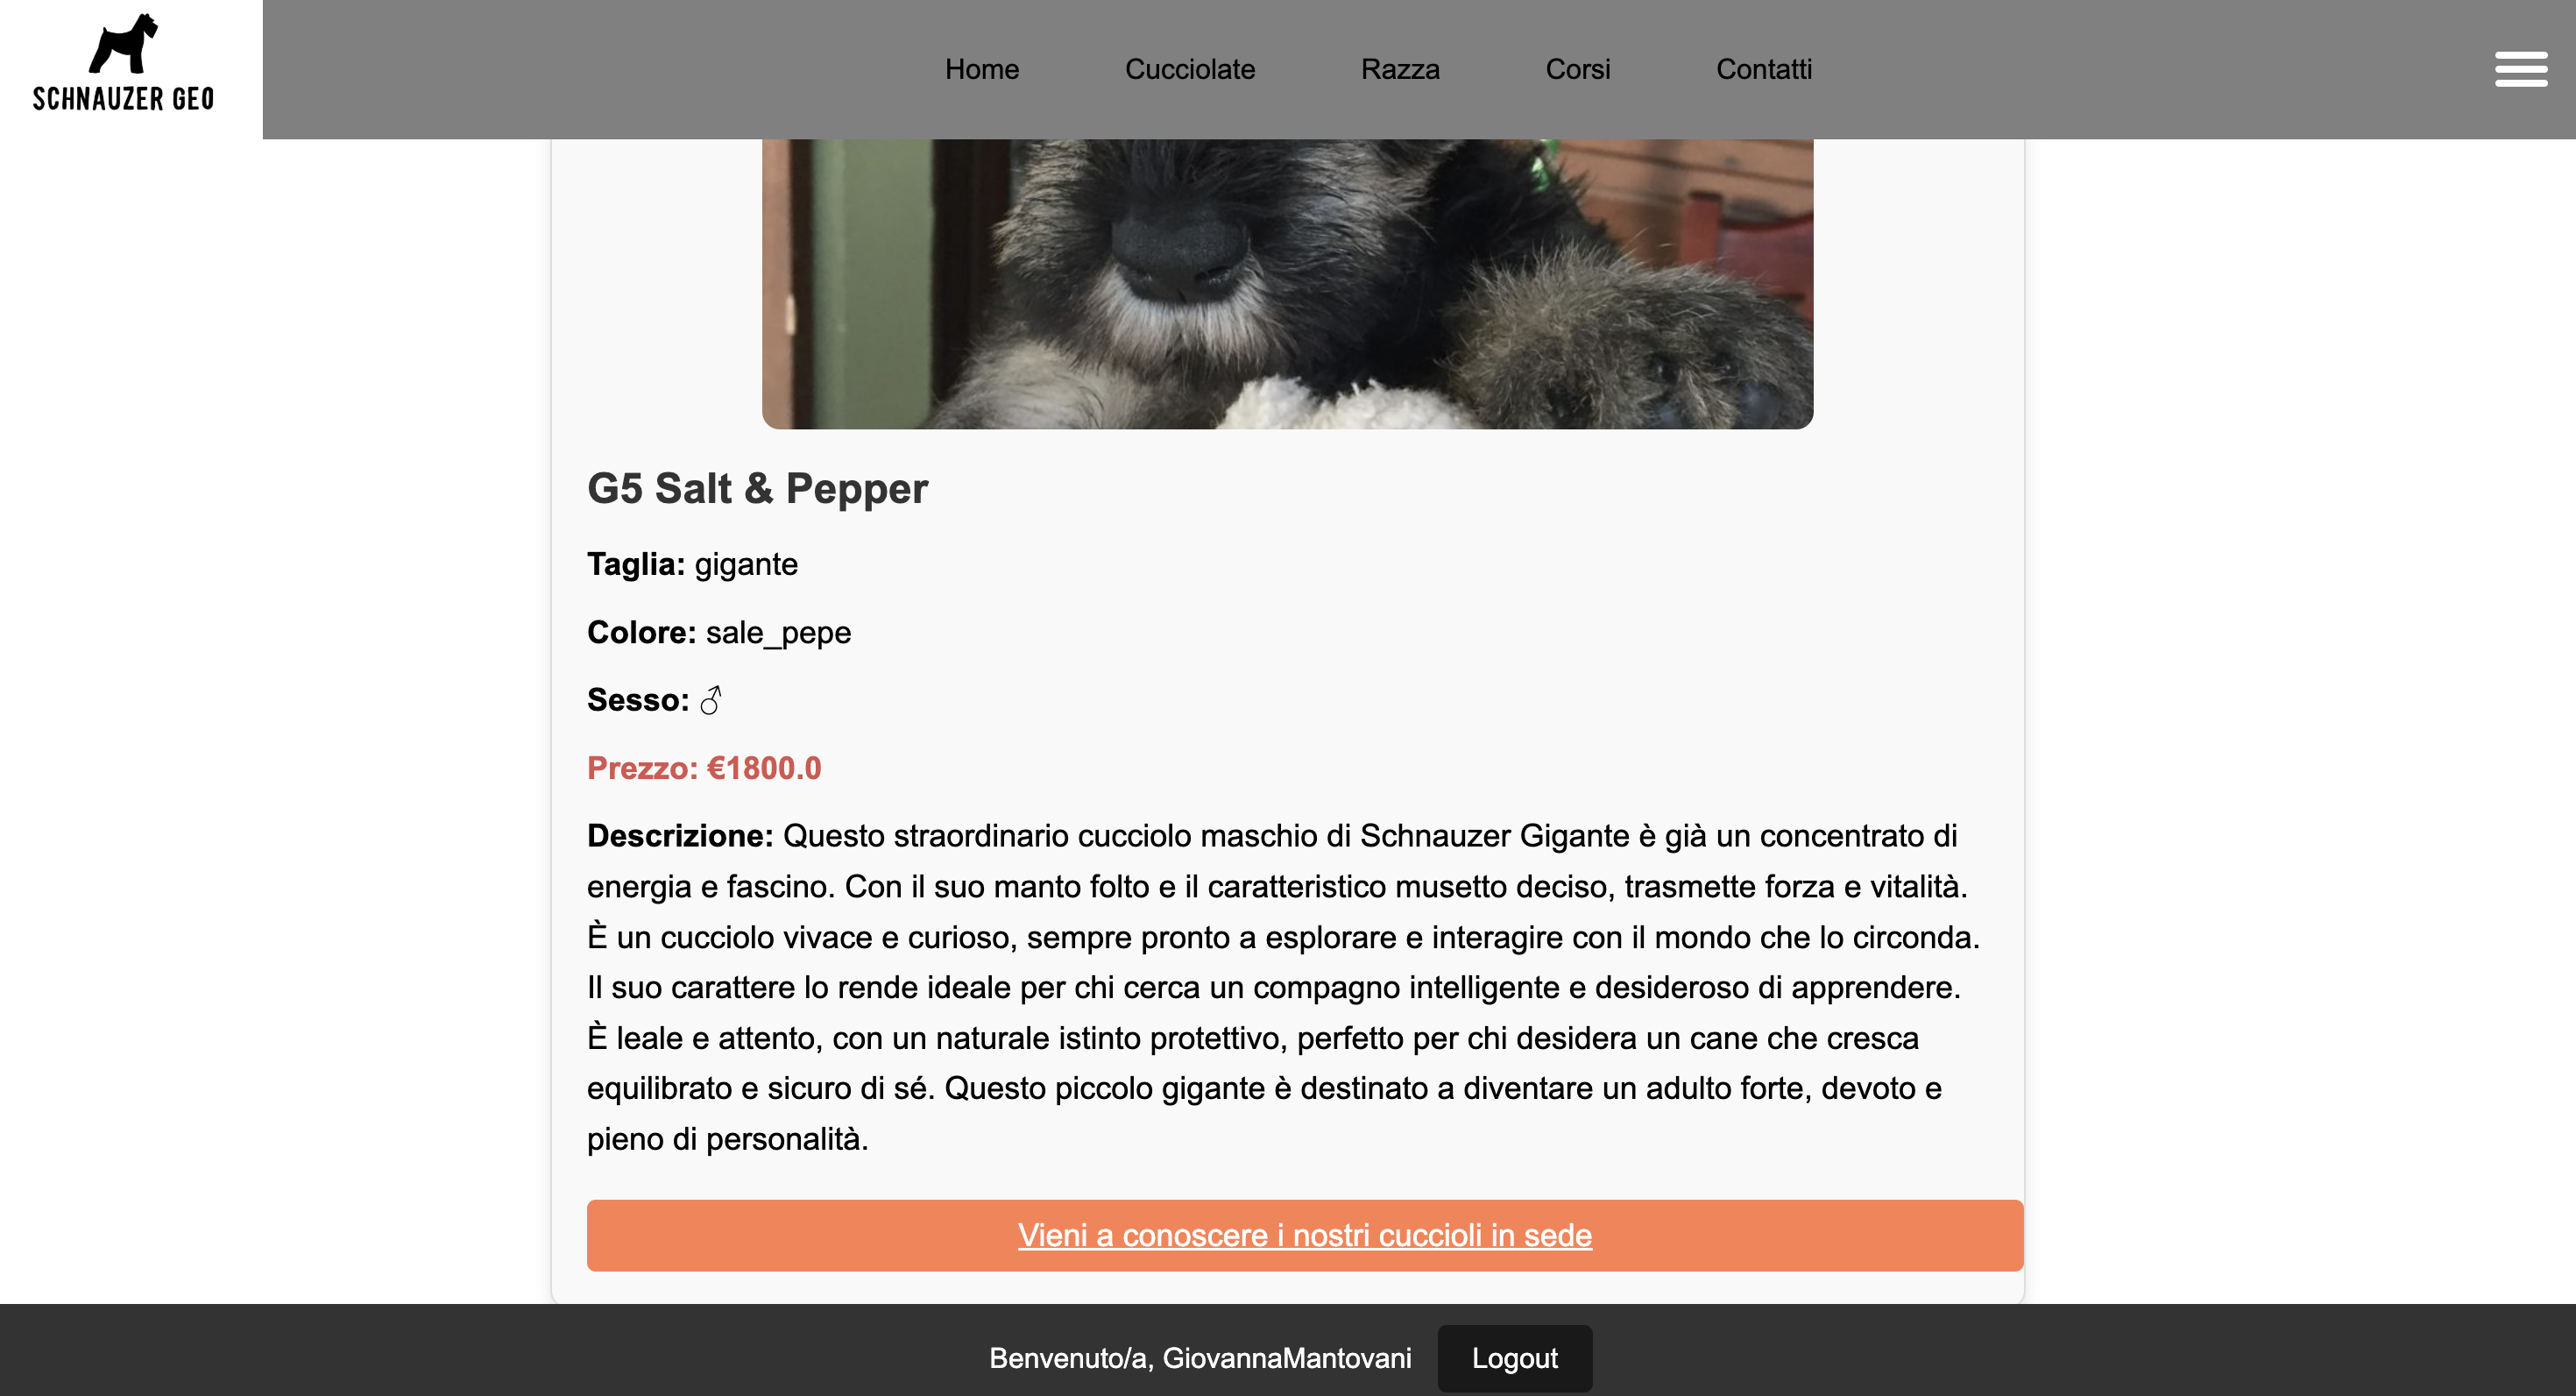 SCHNAUZER GEO
Home
Cucciolate
Razza
Corsi
Contatti
G5 Salt & Pepper
Taglia: gigante
Colore: sale_pepe
Sesso: ♂
Prezzo: €1800.0
Descrizione: Questo straordinario cucciolo maschio di Schnauzer Gigante è già un concentrato di
energia e fascino. Con il suo manto folto e il caratteristico musetto deciso, trasmette forza e vitalità.
È un cucciolo vivace e curioso, sempre pronto a esplorare e interagire con il mondo che lo circonda.
Il suo carattere lo rende ideale per chi cerca un compagno intelligente e desideroso di apprendere.
È leale e attento, con un naturale istinto protettivo, perfetto per chi desidera un cane che cresca
equilibrato e sicuro di sé. Questo piccolo gigante è destinato a diventare un adulto forte, devoto e
pieno di personalità.
Vieni a conoscere i nostri cuccioli in sede
Benvenuto/a, GiovannaMantovani
Logout